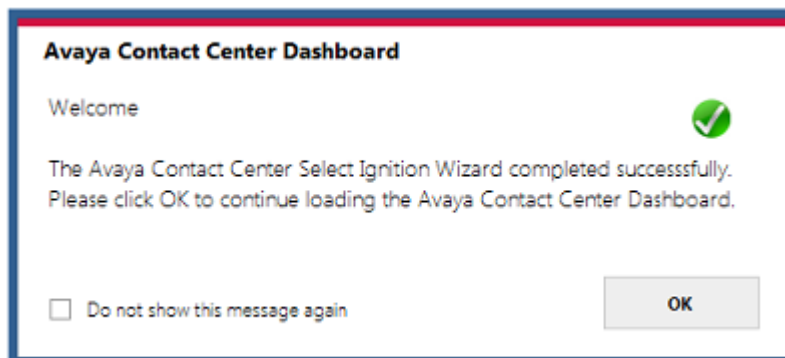 Avaya Contact Center Dashboard
Welcome
The Avaya Contact Center Select Ignition Wizard completed successsfully.
Please click OK to continue loading the Avaya Contact Center Dashboard.
Do not show this message again
OK